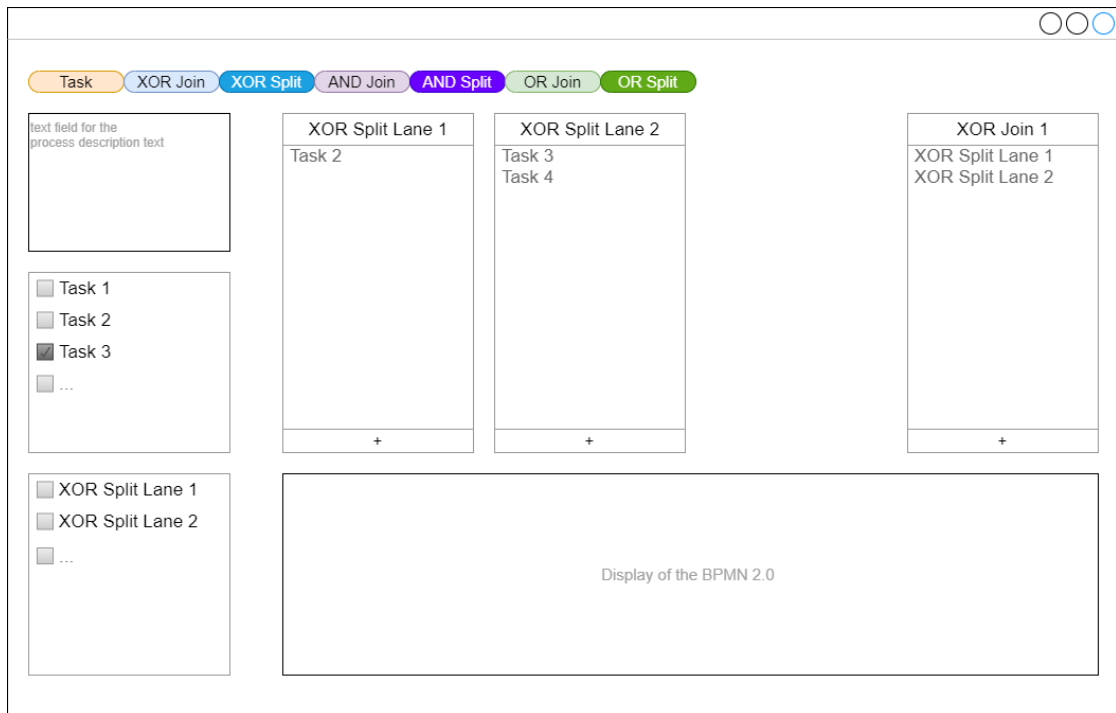 Task
XOR Join
XOR Split
AND Join
AND Split
OR Join
OR Split
text field for the
process description text
Task 1
Task 2
Task 3
...
XOR Split Lane 1
XOR Split Lane 2
...
XOR Split Lane 1
Task 2
+
XOR Split Lane 2
Task 3
Task 4
+
XOR Join 1
XOR Split Lane 1
XOR Split Lane 2
+
Display of the BPMN 2.0